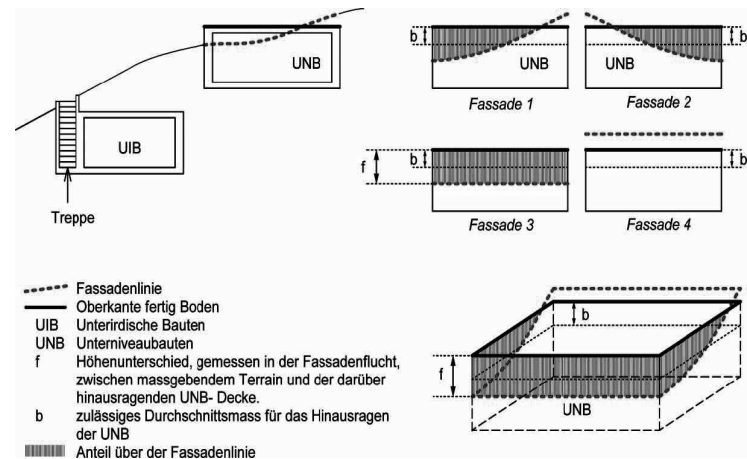 UNB
UIB
Treppe
b
UNB
Fassade 1
UNB
b
Fassade 2
f
b
Fassade 3
b
Fassade 4
Fassadenlinie
Oberkante fertig Boden
UIB Unterirdische Bauten
UNB Unterniveaubauten
f Höhenunterschied, gemessen in der Fassadenflucht,
zwischen massgebendem Terrain und der darüber
hinausragenden UNB- Decke.
b zulässiges Durchschnittsmass für das Hinausragen
der UNB
Anteil über der Fassadenlinie
b
f
UNB